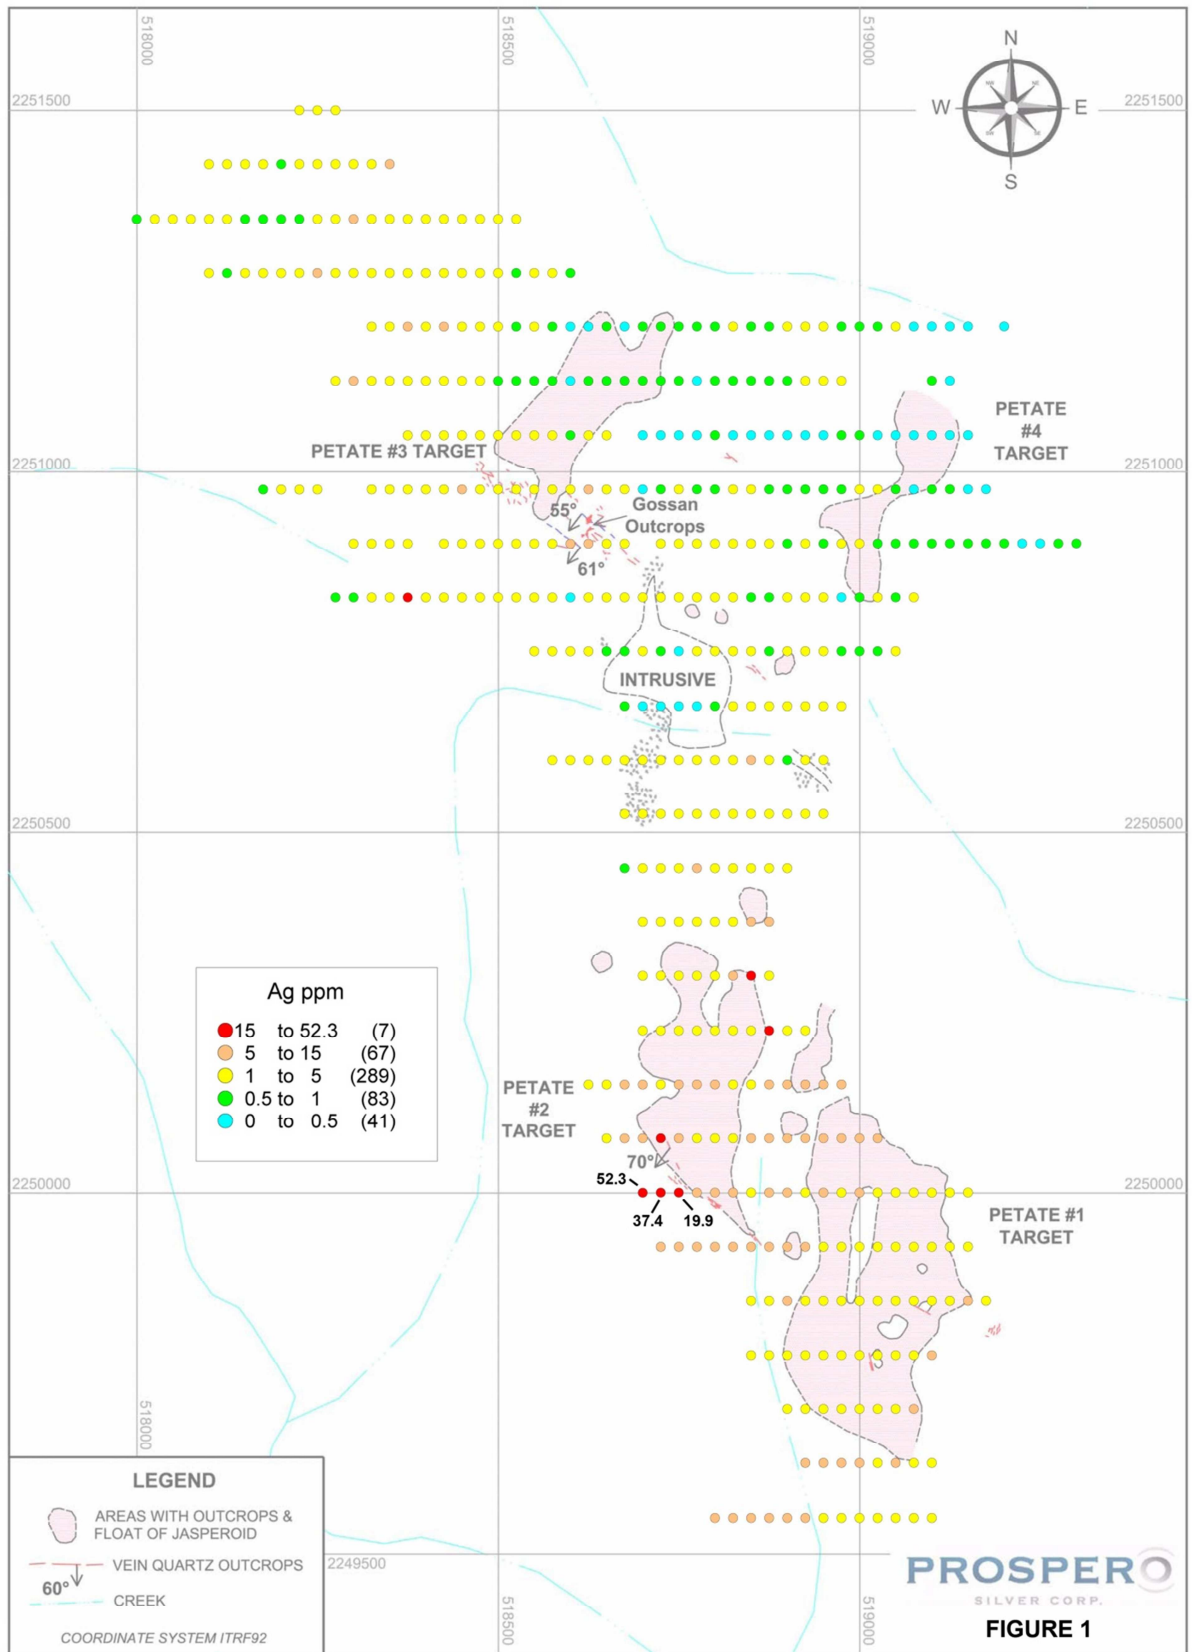 518000
518500
519000
N
NW
NE
W
E
SW
SE
S
2251500
2251500
PETATE
#4
TARGET
PETATE #3 TARGET
2251000
2251000
55°
Gossan
Outcrops
61°
INTRUSIVE
2250500
2250500
Ag ppm
15 to 52.3 (7)
5 to 15 (67)
1 to 5 (289)
0.5 to 1 (83)
0 to 0.5 (41)
PETATE
#2
TARGET
70°
52.3
37.4
19.9
2250000
2250000
PETATE #1
TARGET
518000
518500
519000
2249500
LEGEND
AREAS WITH OUTCROPS &
FLOAT OF JASPEROID
VEIN QUARTZ OUTCROPS
60°
CREEK
COORDINATE SYSTEM ITRF92
PROSPERO
SILVER CORP.
FIGURE 1